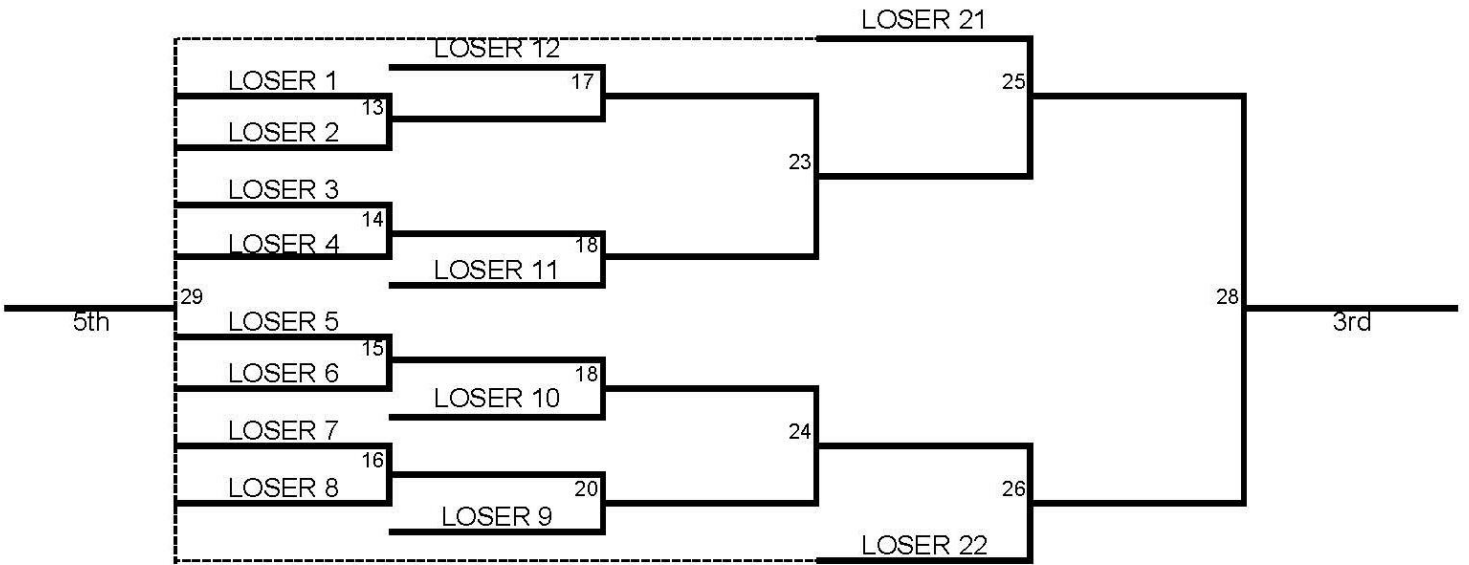 LOSER 21
LOSER 12
LOSER 1
17
25
13
LOSER 2
23
LOSER 3
14
LOSER 4
18
LOSER 11
29
28
5th
3rd
LOSER 5
15
LOSER 6
18
LOSER 10
LOSER 7
24
16
LOSER 8
20
26
LOSER 9
LOSER 22